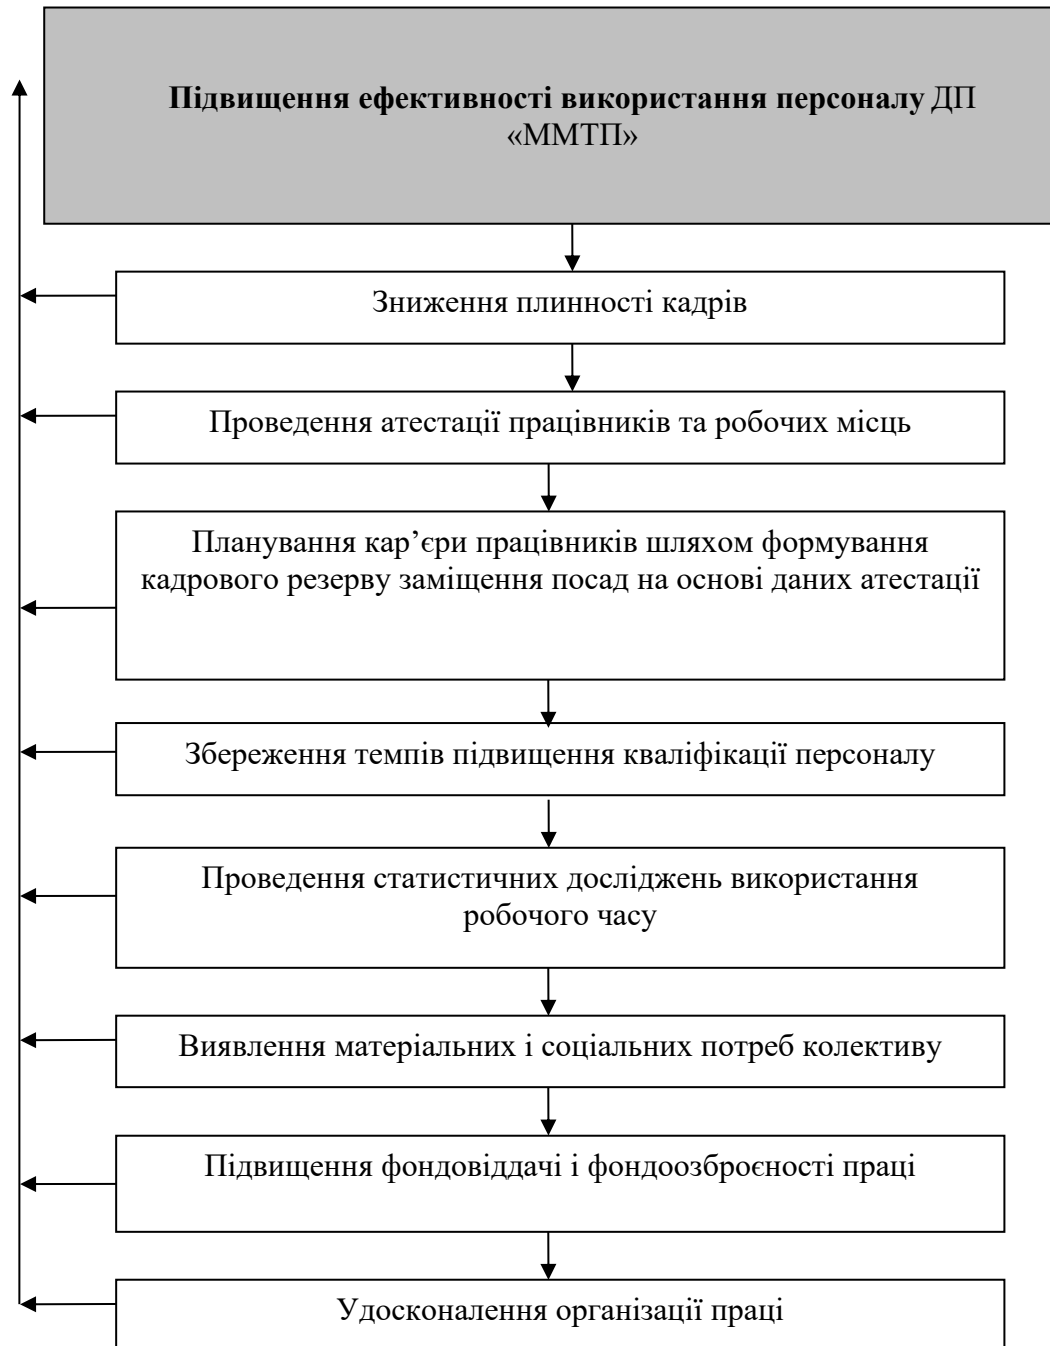 Підвищення ефективності використання персоналу ДП
«ММТП»
Зниження плинності кадрів
Проведення атестації працівників та робочих місць
Планування кар’єри працівників шляхом формування
кадрового резерву заміщення посад на основі даних атестації
Збереження темпів підвищення кваліфікації персоналу
Проведення статистичних досліджень використання
робочого часу
Виявлення матеріальних і соціальних потреб колективу
Підвищення фондовіддачі і фондоозброєності праці
Удосконалення організації праці